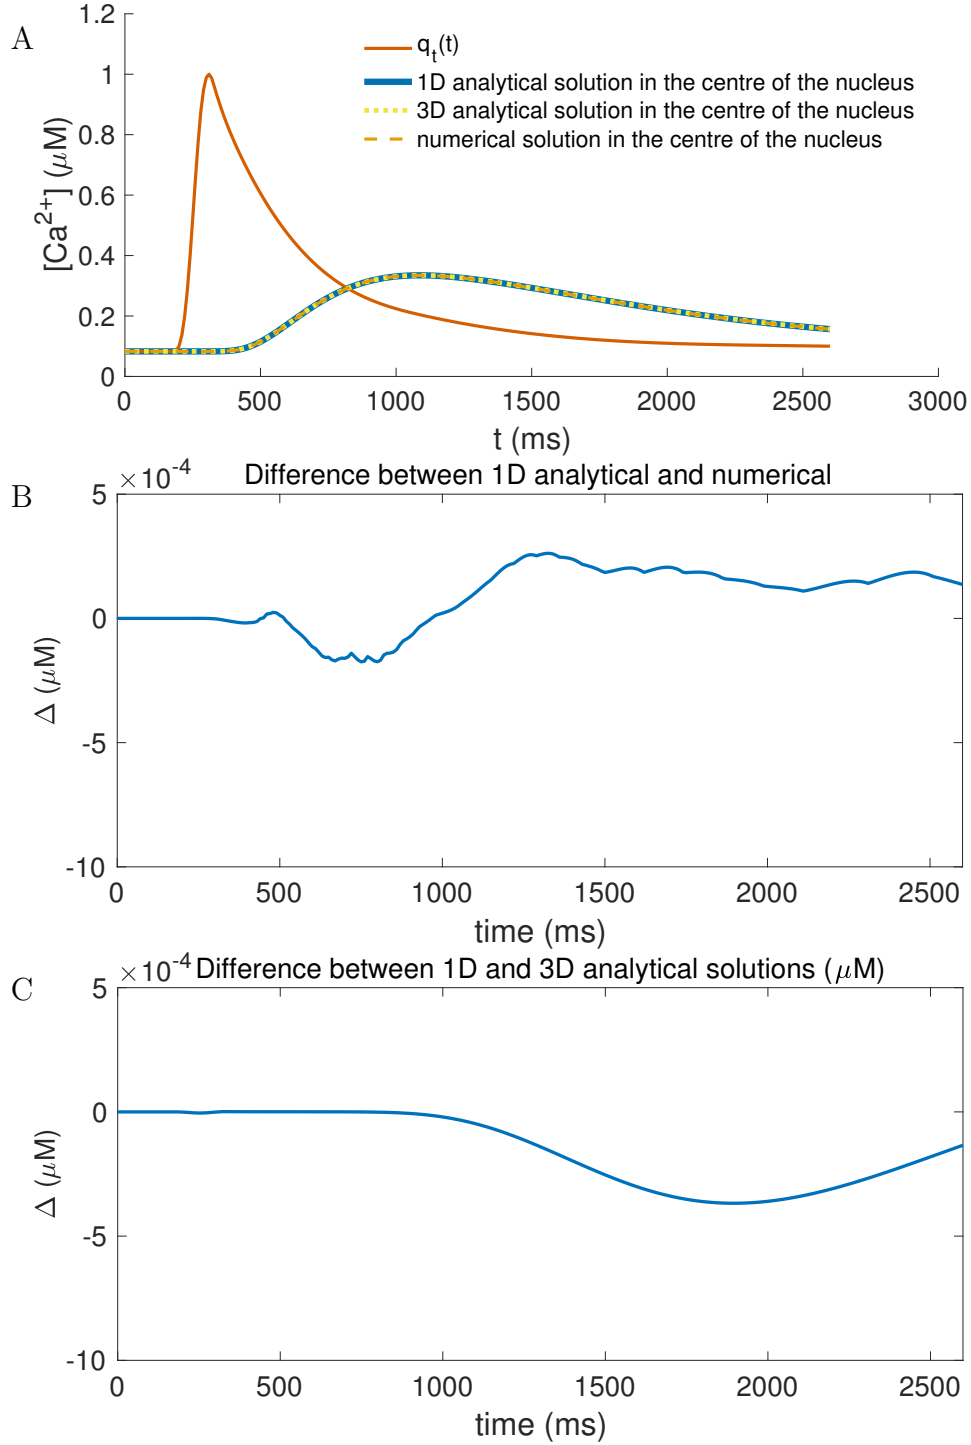 A
[Ca²⁺] (μM)
1.2
1
0.8
0.6
0.4
0.2
0
q_t(t)
1D analytical solution in the centre of the nucleus
3D analytical solution in the centre of the nucleus
numerical solution in the centre of the nucleus
0 500 1000 1500 2000 2500 3000
t (ms)
B
×10⁻⁴
Difference between 1D analytical and numerical
Δ (μM)
5
0
-5
-10
0 500 1000 1500 2000 2500
time (ms)
C
×10⁻⁴
Difference between 1D and 3D analytical solutions (μM)
Δ (μM)
5
0
-5
-10
0 500 1000 1500 2000 2500
time (ms)